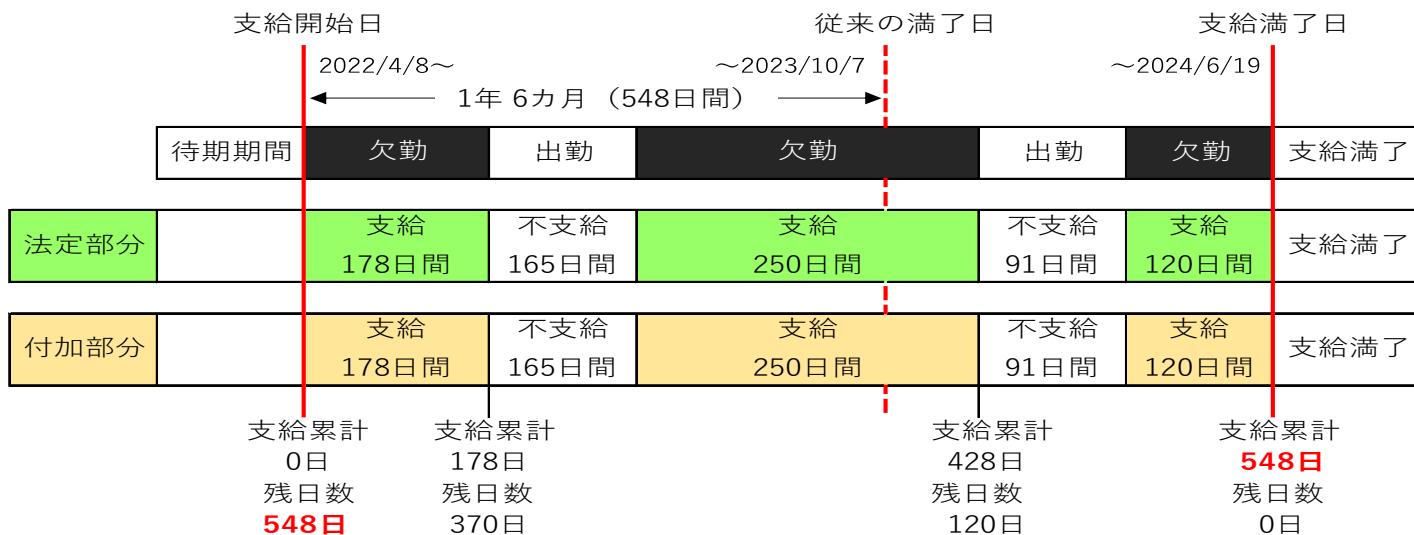 支給開始日 従来の満了日 支給満了日
2022/4/8～ ～2023/10/7 ～2024/6/19
1年 6カ月（548日間）
待期期間 欠勤 出勤 欠勤 出勤 欠勤 支給満了
法定部分 支給 不支給 支給 不支給 支給 支給満了
178日間 165日間 250日間 91日間 120日間
付加部分 支給 不支給 支給 不支給 支給 支給満了
178日間 165日間 250日間 91日間 120日間
支給累計 支給累計 支給累計 支給累計
0日 178日 428日 548日
残日数 残日数 残日数 残日数
548日 370日 120日 0日